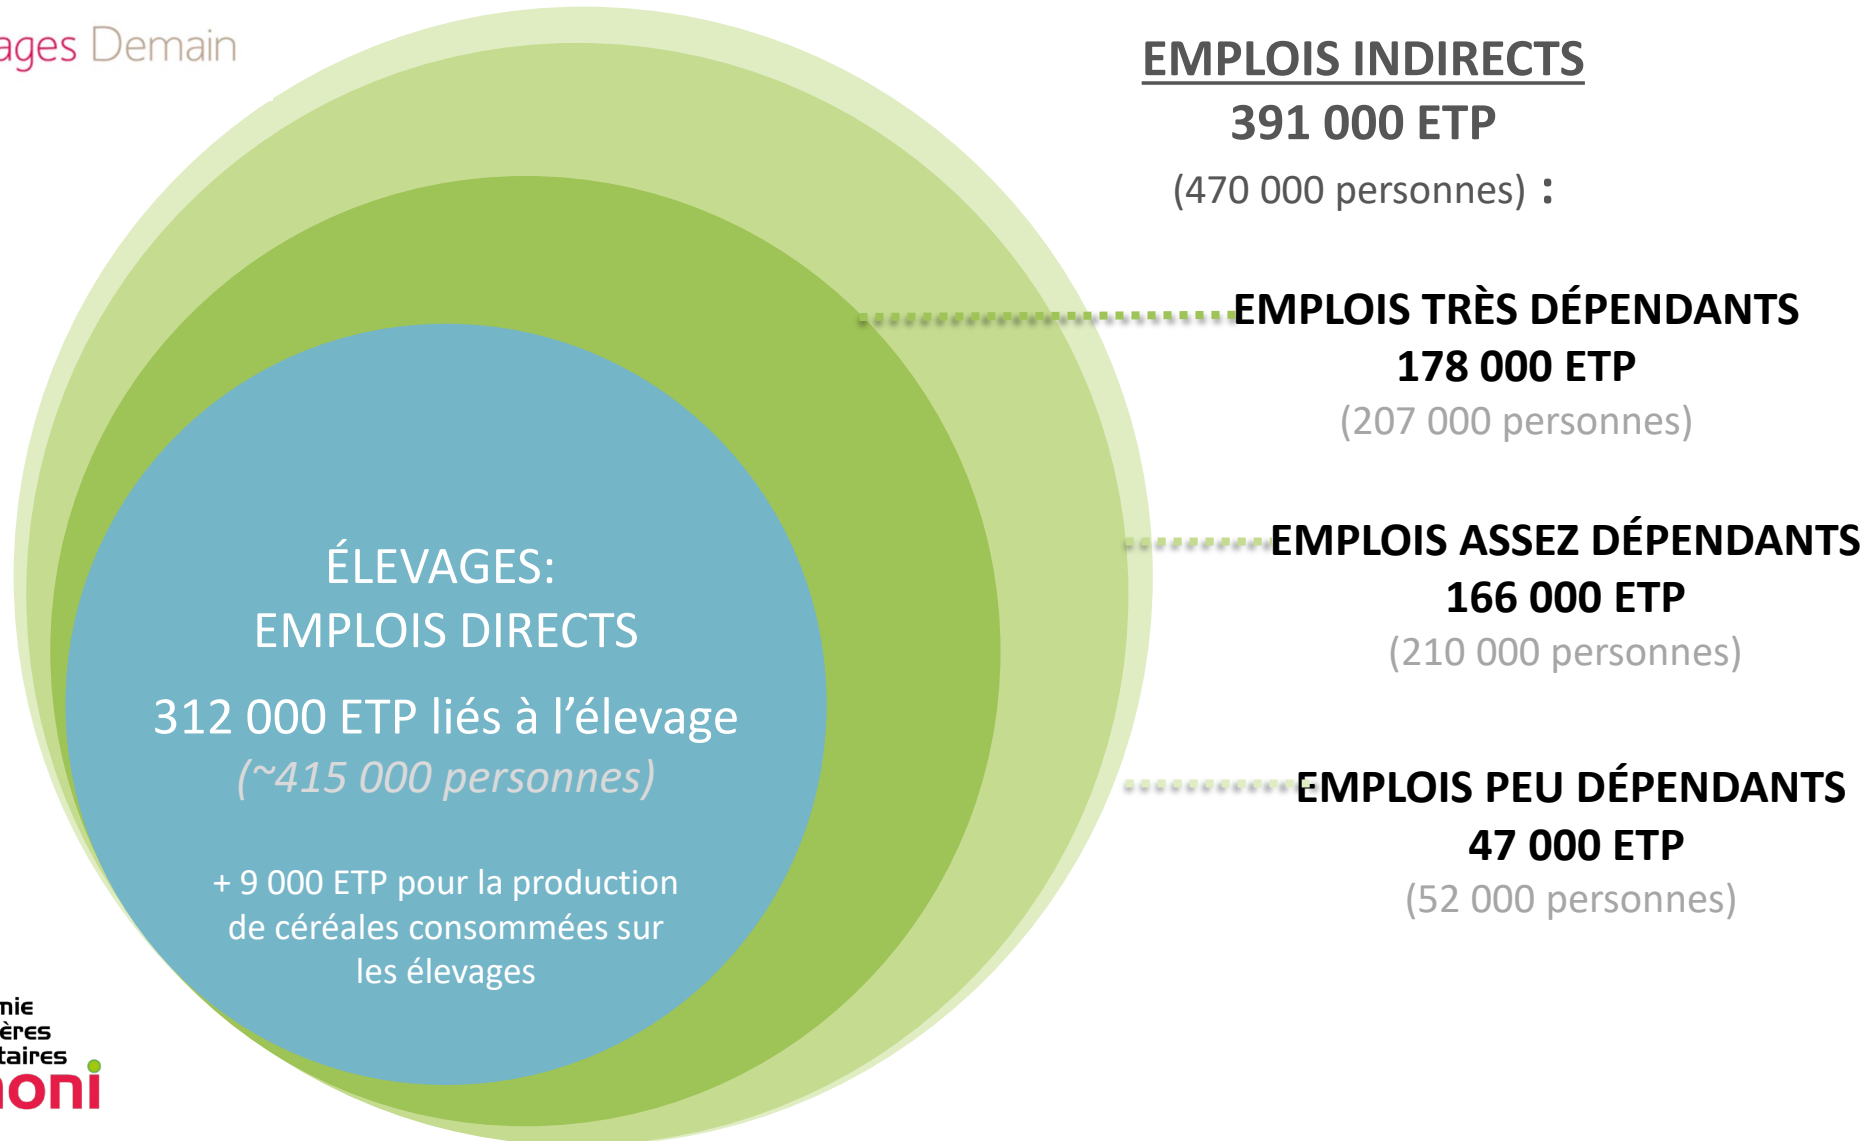 ages Demain
EMPLOIS INDIRECTS
391 000 ETP
(470 000 personnes) :
EMPLOIS TRÈS DÉPENDANTS
178 000 ETP
(207 000 personnes)
EMPLOIS ASSEZ DÉPENDANTS
166 000 ETP
(210 000 personnes)
EMPLOIS PEU DÉPENDANTS
47 000 ETP
(52 000 personnes)
ÉLEVAGES:
EMPLOIS DIRECTS
312 000 ETP liés à l’élevage
(~415 000 personnes)
+ 9 000 ETP pour la production
de céréales consommées sur
les élevages
mie
ères
taires
noni